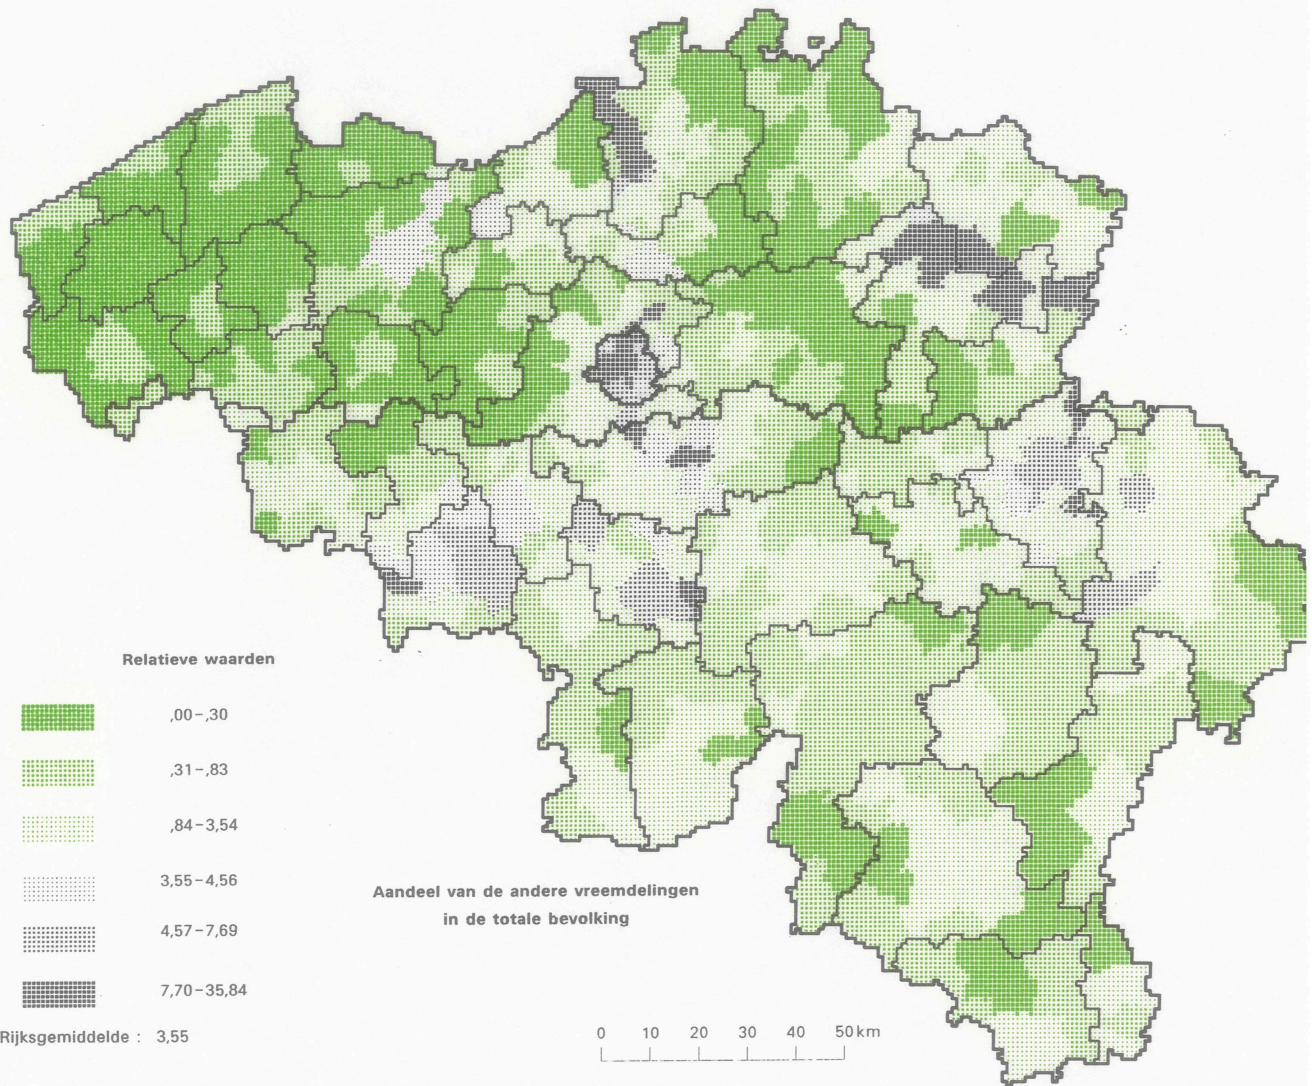 Relatieve waarden
,00–,30
,31–,83
,84–3,54
3,55–4,56
4,57–7,69
7,70–35,84
Rijksgemiddelde : 3,55
Aandeel van de andere vreemdelingen
in de totale bevolking
0 10 20 30 40 50 km